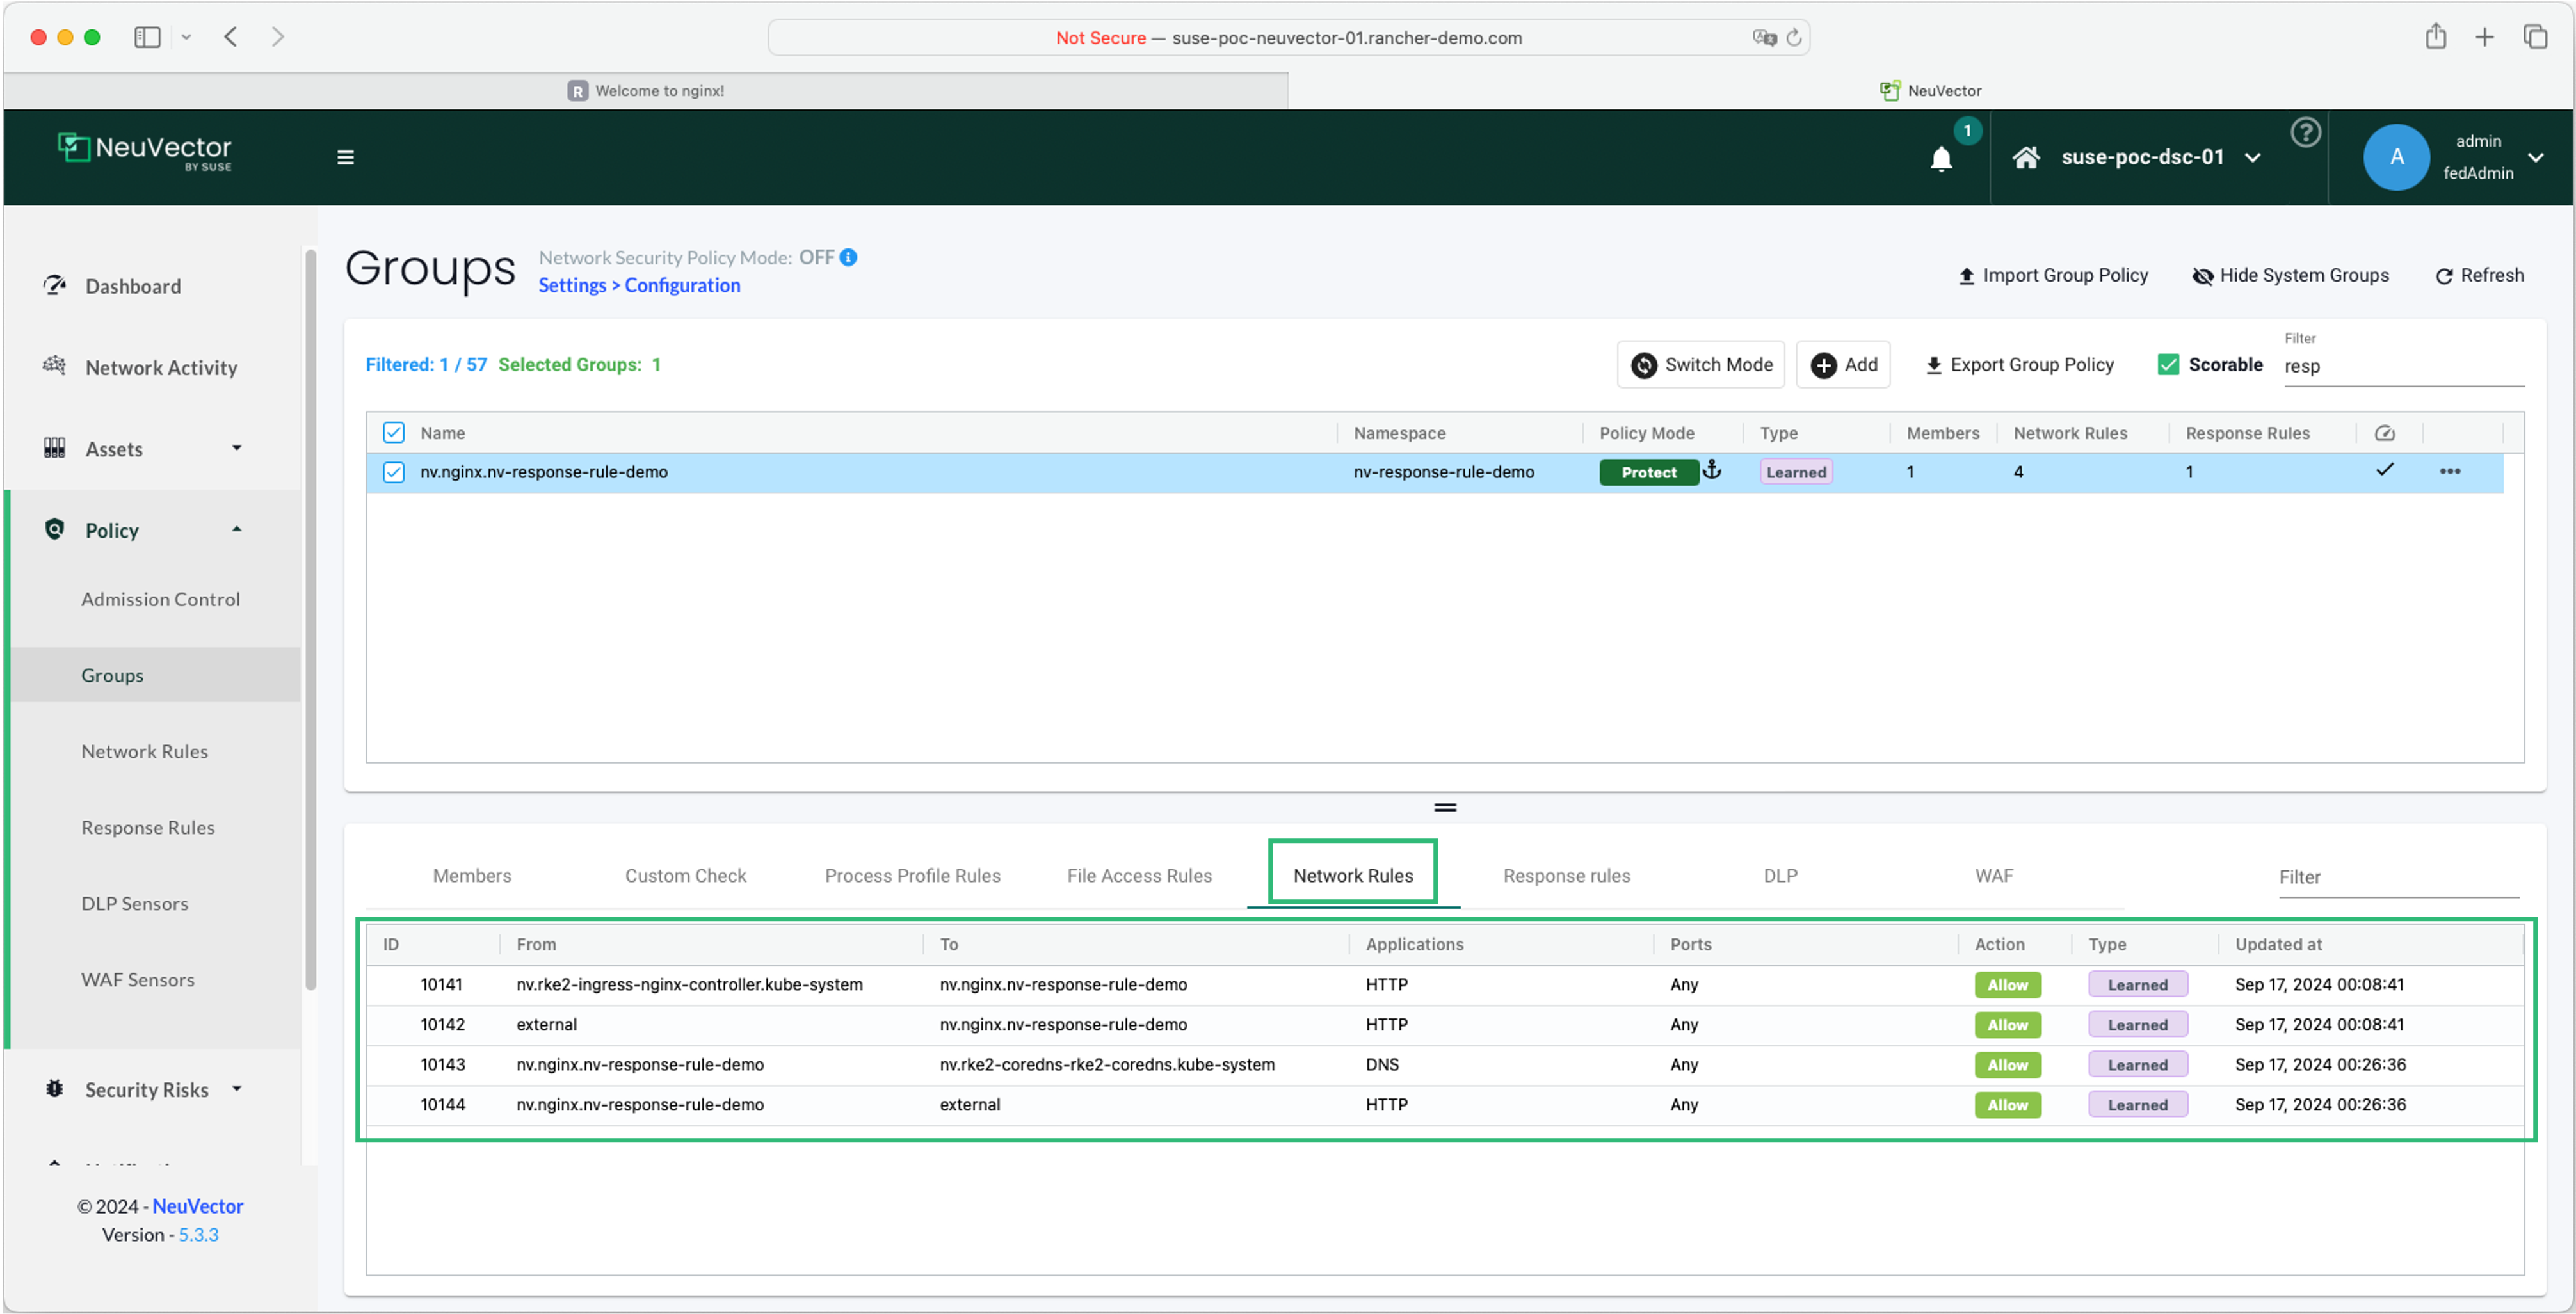 Not Secure — suse-poc-neuvector-01.rancher-demo.com
R Welcome to nginx!
NeuVector
NeuVector
BY SUSE
1
suse-poc-dsc-01
?
A
admin
fedAdmin
Dashboard
Network Activity
Assets
Policy
Admission Control
Groups
Network Rules
Response Rules
DLP Sensors
WAF Sensors
Security Risks
© 2024 - NeuVector
Version - 5.3.3
Groups
Network Security Policy Mode: OFF
Settings > Configuration
Import Group Policy Hide System Groups Refresh
Filtered: 1 / 57 Selected Groups: 1
Switch Mode Add Export Group Policy Scorable
Filter
resp
Name Namespace Policy Mode Type Members Network Rules Response Rules
nv.nginx.nv-response-rule-demo nv-response-rule-demo Protect Learned 1 4 1
Members Custom Check Process Profile Rules File Access Rules Network Rules Response rules DLP WAF Filter
ID From To Applications Ports Action Type Updated at
10141 nv.rke2-ingress-nginx-controller.kube-system nv.nginx.nv-response-rule-demo HTTP Any Allow Learned Sep 17, 2024 00:08:41
10142 external nv.nginx.nv-response-rule-demo HTTP Any Allow Learned Sep 17, 2024 00:08:41
10143 nv.nginx.nv-response-rule-demo nv.rke2-coredns-rke2-coredns.kube-system DNS Any Allow Learned Sep 17, 2024 00:26:36
10144 nv.nginx.nv-response-rule-demo external HTTP Any Allow Learned Sep 17, 2024 00:26:36